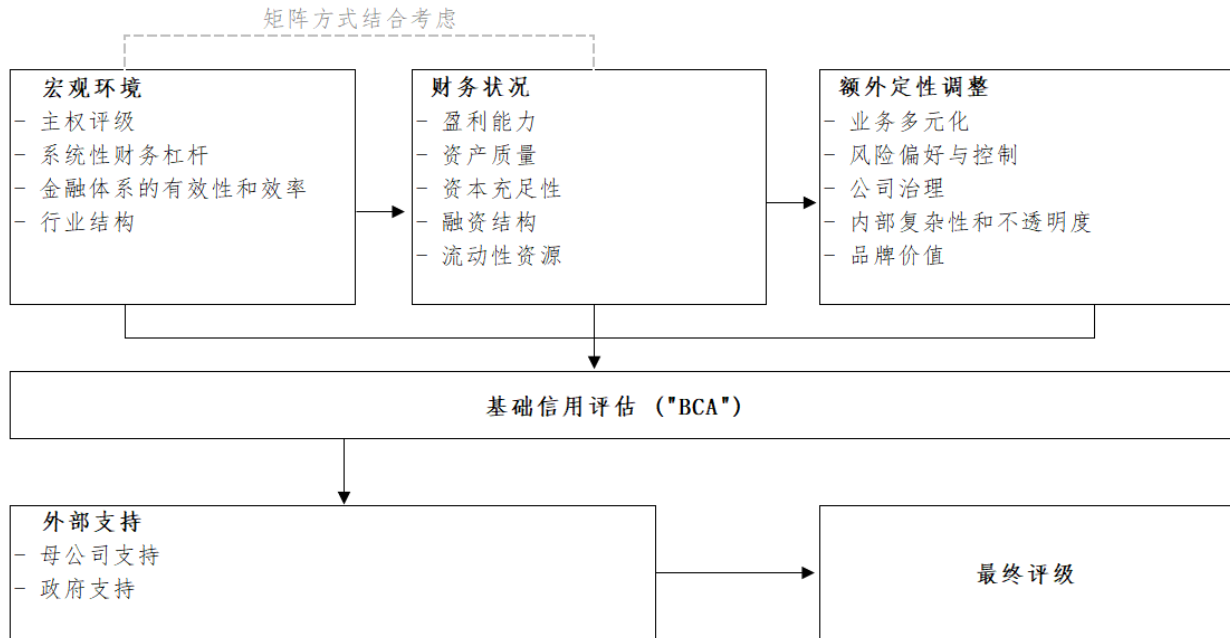 矩阵方式结合考虑
宏观环境
- 主权评级
- 系统性财务杠杆
- 金融体系的有效性和效率
- 行业结构
财务状况
- 盈利能力
- 资产质量
- 资本充足性
- 融资结构
- 流动性资源
额外定性调整
- 业务多元化
- 风险偏好与控制
- 公司治理
- 内部复杂性和不透明度
- 品牌价值
基础信用评估 ("BCA")
外部支持
- 母公司支持
- 政府支持
最终评级